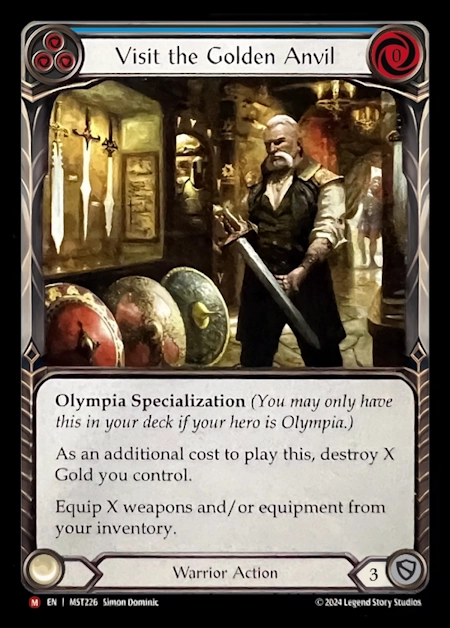 Visit the Golden Anvil
0
Olympia Specialization (You may only have
this in your deck if your hero is Olympia.)
As an additional cost to play this, destroy X
Gold you control.
Equip X weapons and/or equipment from
your inventory.
Warrior Action
3
M EN | MST226 Simon Dominic
© 2024 Legend Story Studios